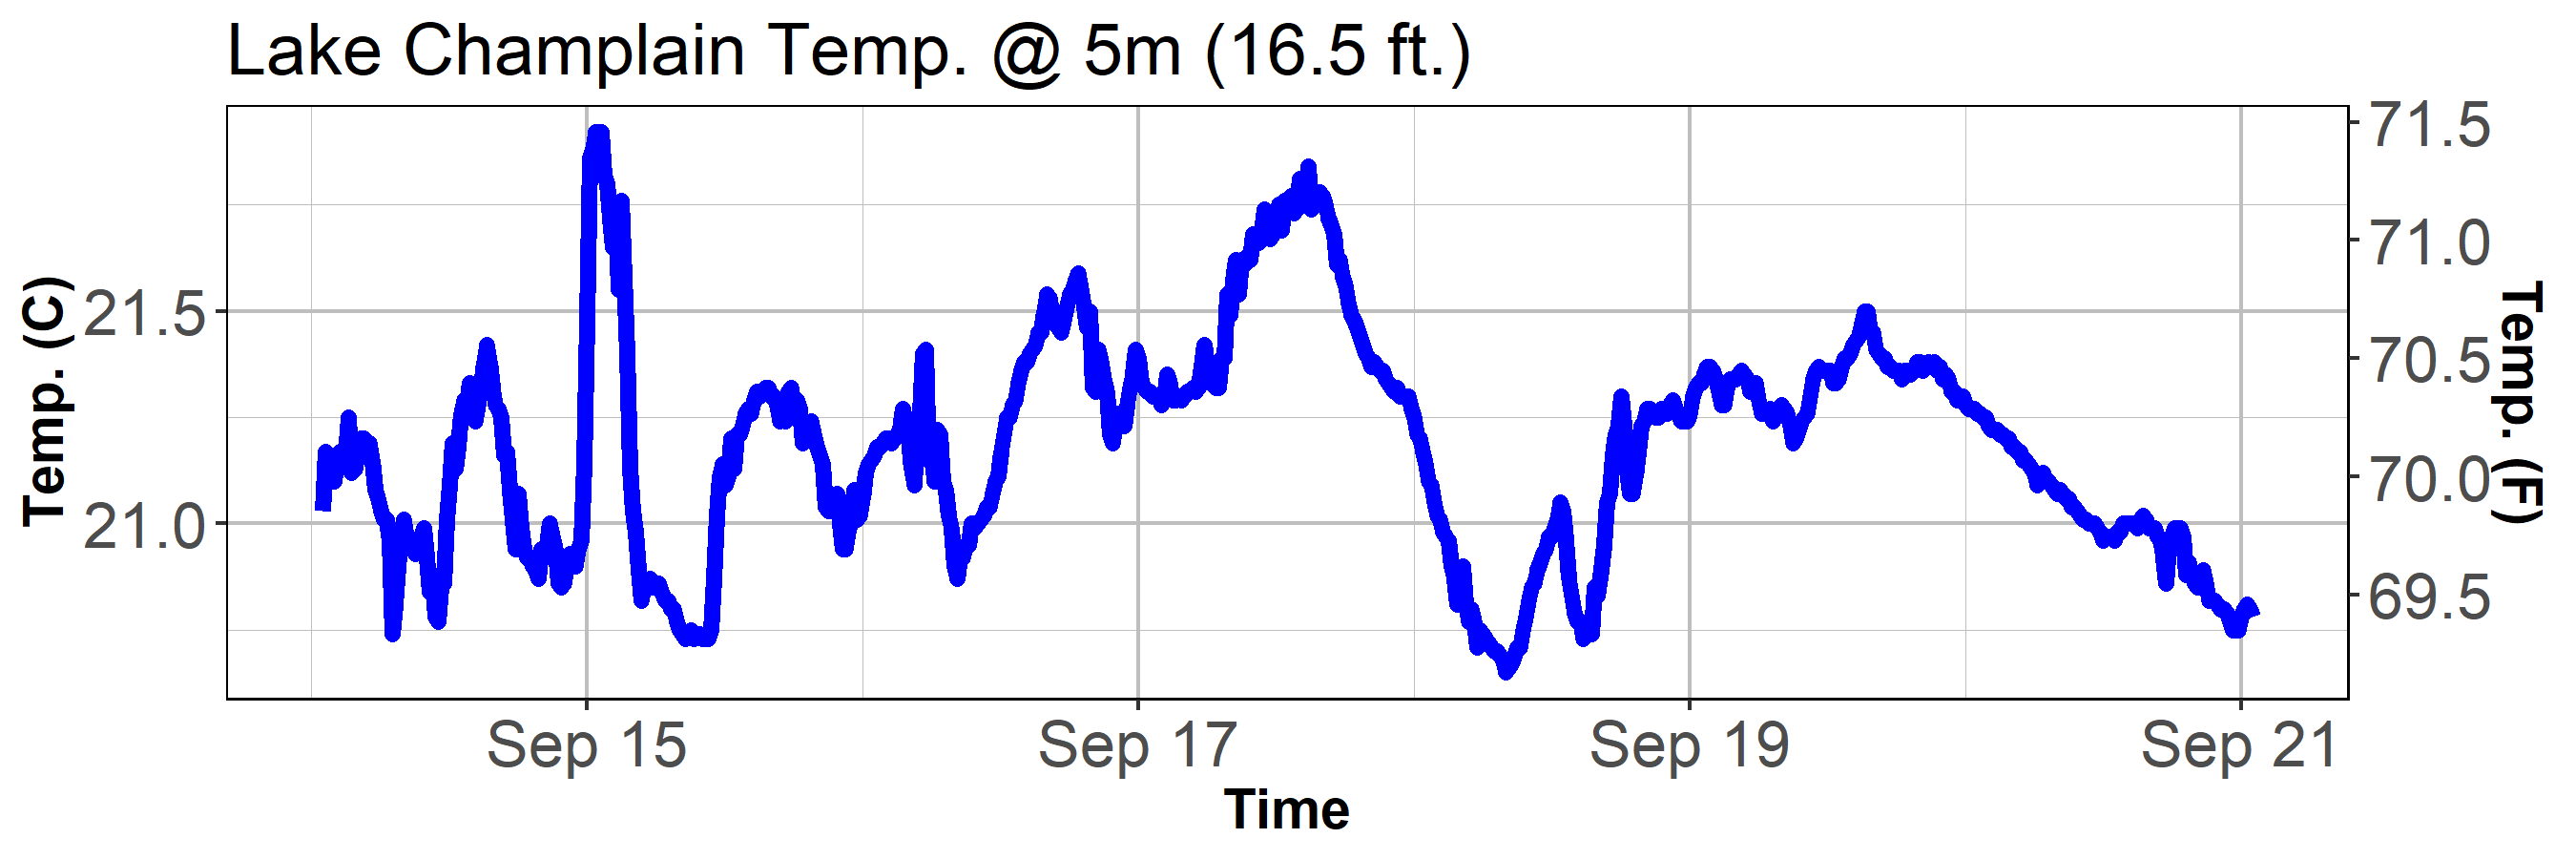 Lake Champlain Temp. @ 5m (16.5 ft.)
Temp. (C)
21.5
21.0
71.5
71.0
70.5
70.0
69.5
Temp. (F)
Sep 15
Sep 17
Sep 19
Sep 21
Time